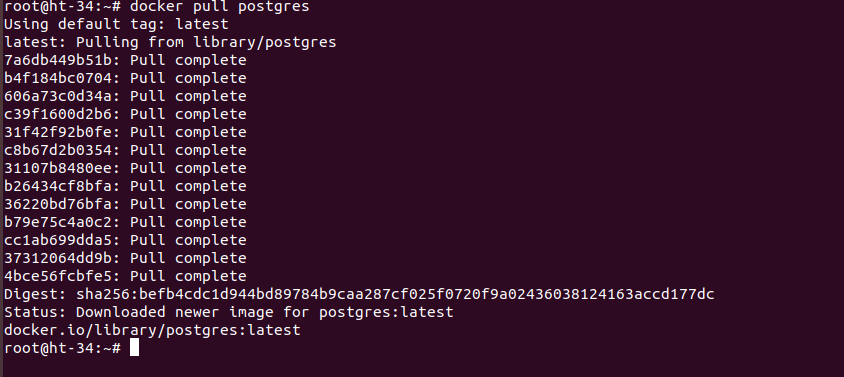 root@ht-34:~# docker pull postgres
Using default tag: latest
latest: Pulling from library/postgres
7a6db449b51b: Pull complete
b4f184bc0704: Pull complete
606a73c0d34a: Pull complete
c39f1600d2b6: Pull complete
31f42f92b0fe: Pull complete
c8b67d2b0354: Pull complete
31107b8480ee: Pull complete
b26434cf8bfa: Pull complete
36220bd76bfa: Pull complete
b79e75c4a0c2: Pull complete
cc1ab699dda5: Pull complete
37312064dd9b: Pull complete
4bce56fcbfe5: Pull complete
Digest: sha256:befb4cdc1d944bd89784b9caa287cf025f0720f9a02436038124163accd177dc
Status: Downloaded newer image for postgres:latest
docker.io/library/postgres:latest
root@ht-34:~#